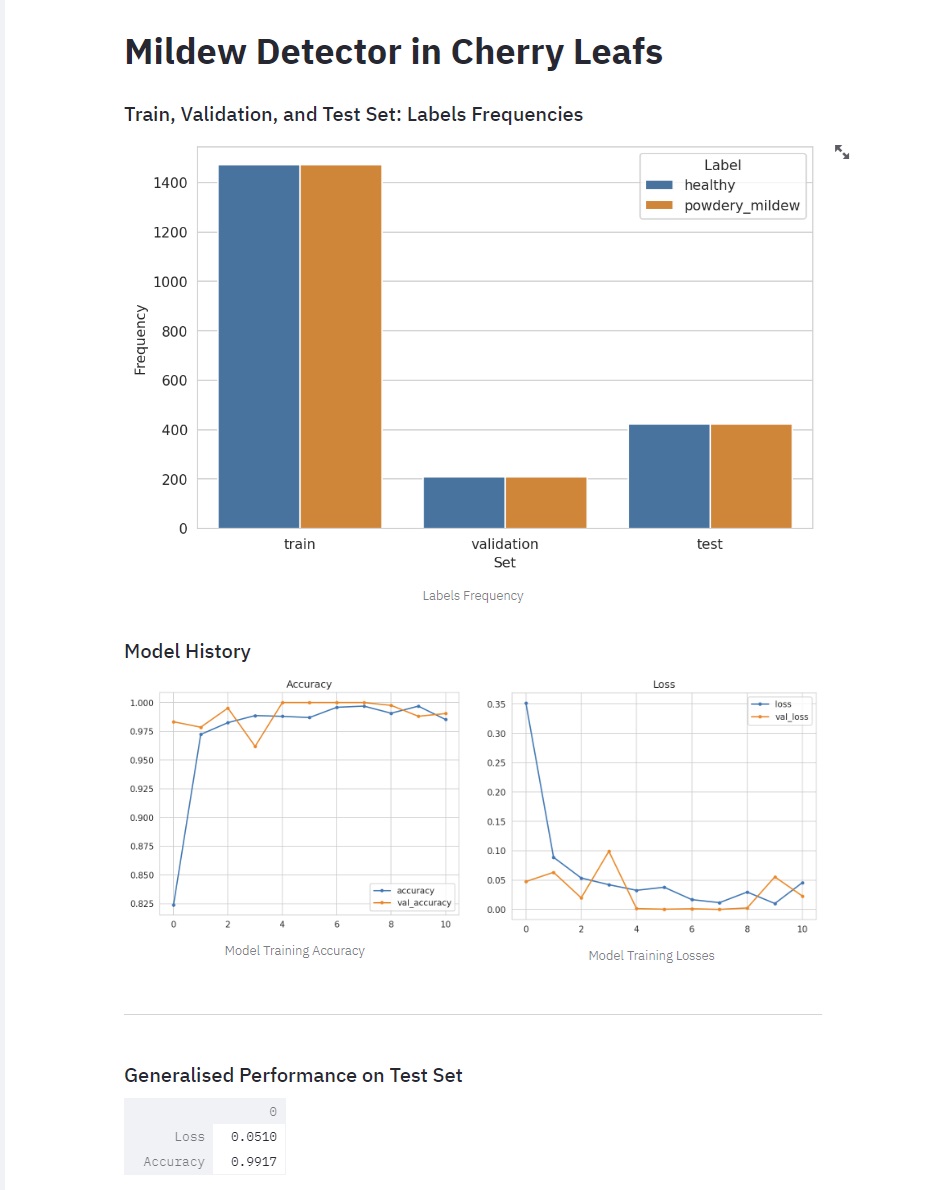 Mildew Detector in Cherry Leafs
Train, Validation, and Test Set: Labels Frequencies
Label
healthy
powdery_mildew
1400
1200
1000
800
600
400
200
0
Frequency
train validation test
Set
Labels Frequency
Model History
Accuracy
1.000
0.975
0.950
0.925
0.900
0.875
0.850
0.825
accuracy
val_accuracy
0 2 4 6 8 10
Model Training Accuracy
Loss
0.35
0.30
0.25
0.20
0.15
0.10
0.05
0.00
loss
val_loss
0 2 4 6 8 10
Model Training Losses
Generalised Performance on Test Set
0
Loss 0.0510
Accuracy 0.9917